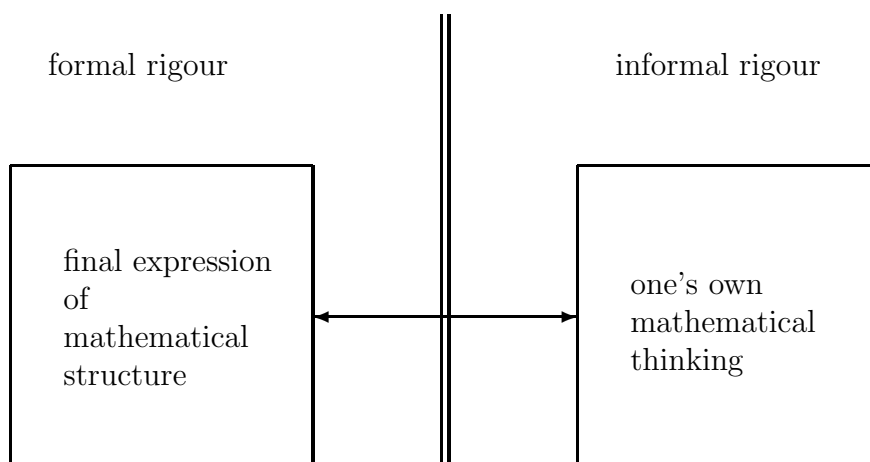 formal rigour
informal rigour
final expression
of
mathematical
structure
one's own
mathematical
thinking